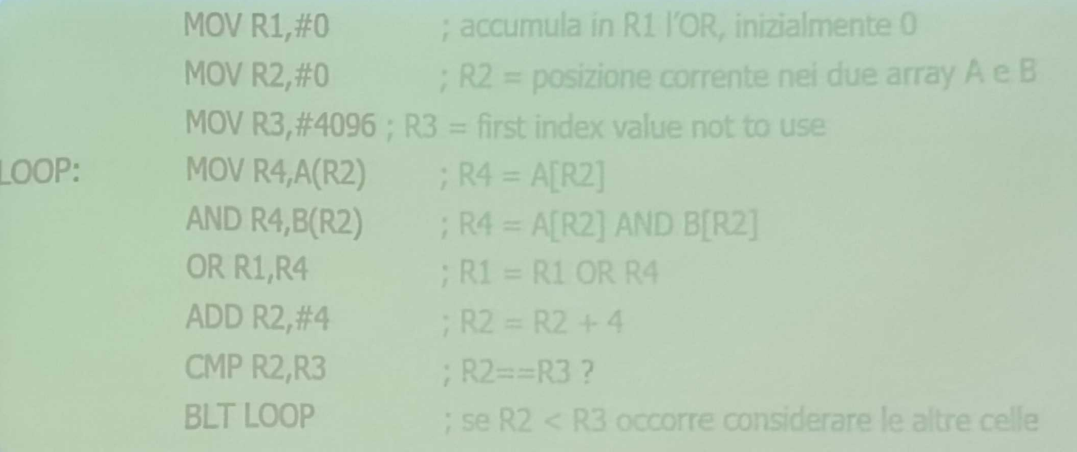 MOV R1,#0 ; accumula in R1 l'OR, inizialmente 0
MOV R2,#0 ; R2 = posizione corrente nei due array A e B
MOV R3,#4096 ; R3 = first index value not to use
LOOP: MOV R4,A(R2) ; R4 = A[R2]
AND R4,B(R2) ; R4 = A[R2] AND B[R2]
OR R1,R4 ; R1 = R1 OR R4
ADD R2,#4 ; R2 = R2 + 4
CMP R2,R3 ; R2==R3 ?
BLT LOOP ; se R2 < R3 occorre considerare le altre celle